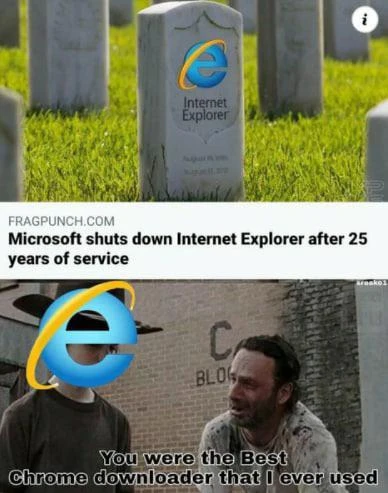 i
Internet
Explorer
FRAGPUNCH.COM
Microsoft shuts down Internet Explorer after 25
years of service
C
BLO
You were the Best
Chrome downloader that I ever used